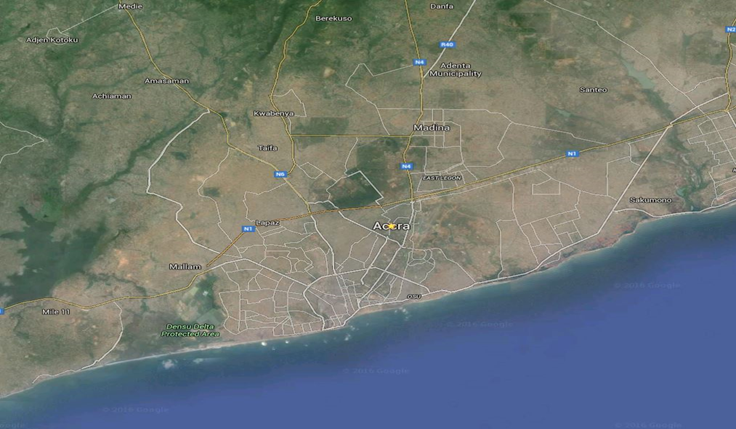 Medie
Danfa
Berekuso
N2
Adjen Kotoku
R40
N4
Adenta
Municipality
Amasaman
Santeo
Achiaman
Kwabenya
Madina
Taifa
N1
N4
N6
EAST LEGON
Sakumono
Lapaz
Accra
N1
Mallam
OSU
Mile 11
Densu Delta
Protected Area